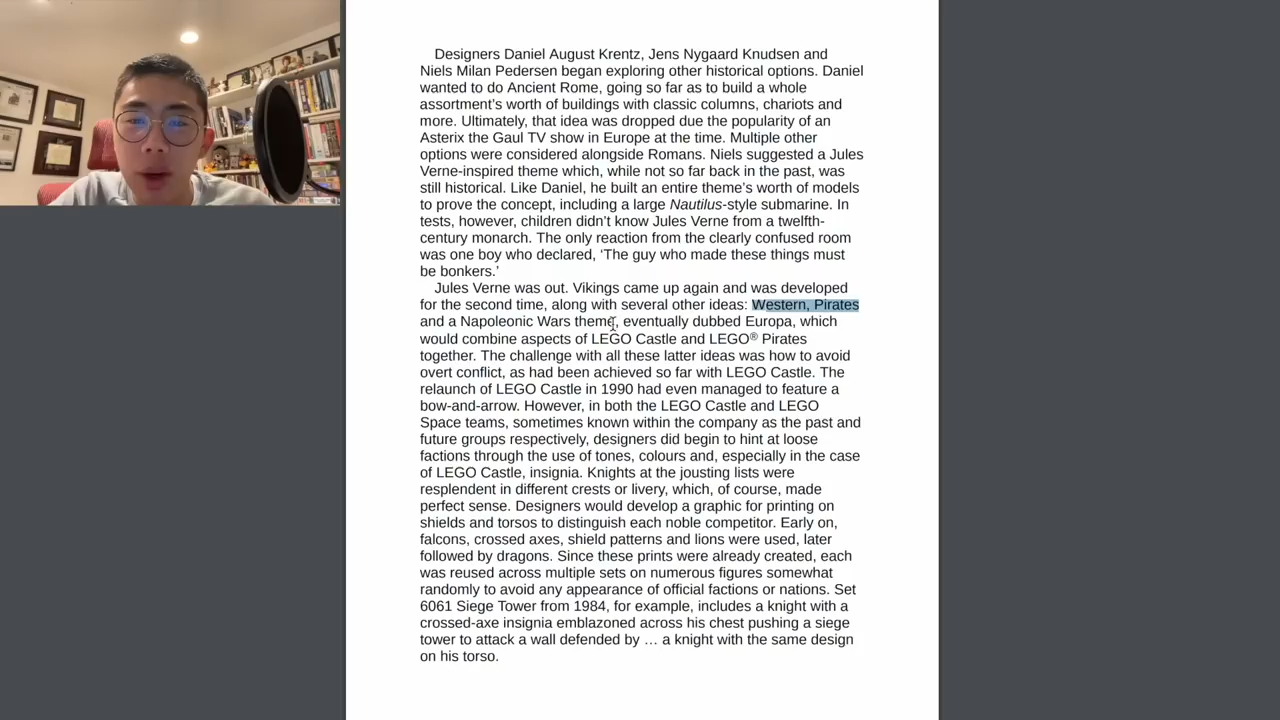 Designers Daniel August Krentz, Jens Nygaard Knudsen and
Niels Milan Pedersen began exploring other historical options. Daniel
wanted to do Ancient Rome, going so far as to build a whole
assortment’s worth of buildings with classic columns, chariots and
more. Ultimately, that idea was dropped due the popularity of an
Asterix the Gaul TV show in Europe at the time. Multiple other
options were considered alongside Romans. Niels suggested a Jules
Verne-inspired theme which, while not so far back in the past, was
still historical. Like Daniel, he built an entire theme’s worth of models
to prove the concept, including a large Nautilus-style submarine. In
tests, however, children didn’t know Jules Verne from a twelfth-
century monarch. The only reaction from the clearly confused room
was one boy who declared, ‘The guy who made these things must
be bonkers.’
Jules Verne was out. Vikings came up again and was developed
for the second time, along with several other ideas: Western, Pirates
and a Napoleonic Wars theme, eventually dubbed Europa, which
would combine aspects of LEGO Castle and LEGO® Pirates
together. The challenge with all these latter ideas was how to avoid
overt conflict, as had been achieved so far with LEGO Castle. The
relaunch of LEGO Castle in 1990 had even managed to feature a
bow-and-arrow. However, in both the LEGO Castle and LEGO
Space teams, sometimes known within the company as the past and
future groups respectively, designers did begin to hint at loose
factions through the use of tones, colours and, especially in the case
of LEGO Castle, insignia. Knights at the jousting lists were
resplendent in different crests or livery, which, of course, made
perfect sense. Designers would develop a graphic for printing on
shields and torsos to distinguish each noble competitor. Early on,
falcons, crossed axes, shield patterns and lions were used, later
followed by dragons. Since these prints were already created, each
was reused across multiple sets on numerous figures somewhat
randomly to avoid any appearance of official factions or nations. Set
6061 Siege Tower from 1984, for example, includes a knight with a
crossed-axe insignia emblazoned across his chest pushing a siege
tower to attack a wall defended by … a knight with the same design
on his torso.